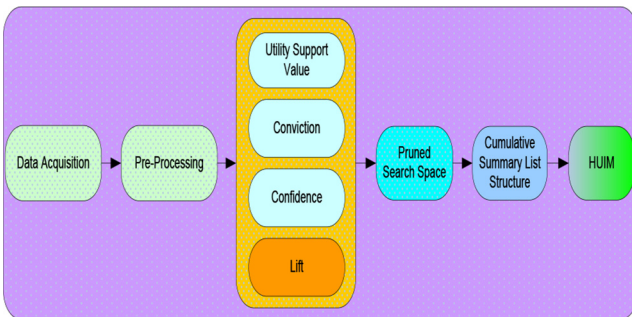 Data Acquisition
Pre-Processing
Utility Support
Value
Conviction
Confidence
Lift
Pruned
Search Space
Cumulative
Summary List
Structure
HUIM